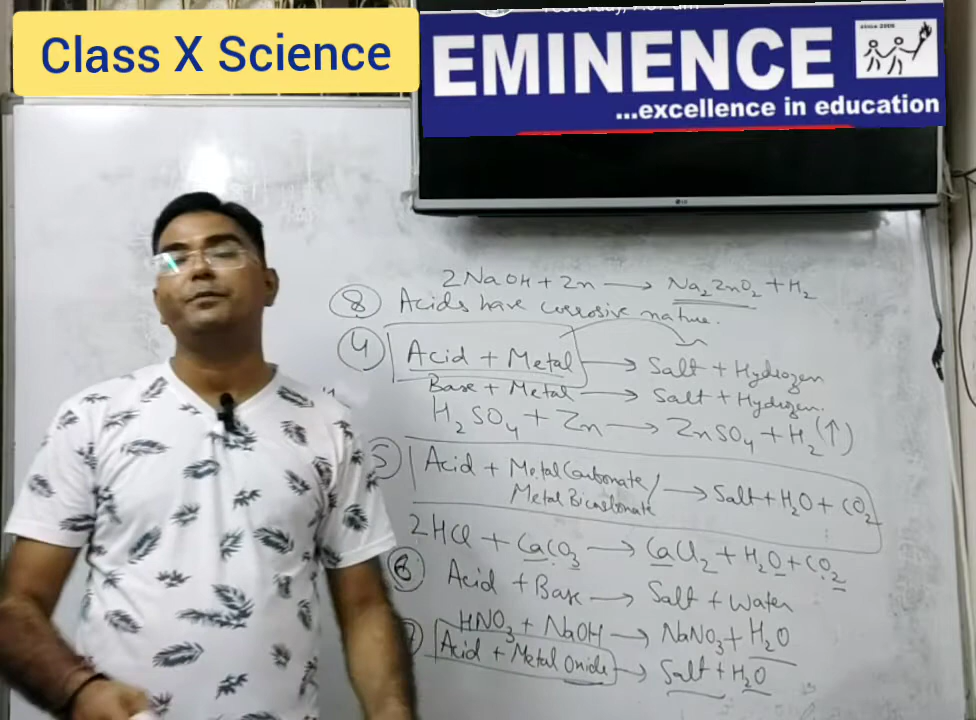 Class X Science
EMINENCE
since 2006
...excellence in education
LG
2NaOH + Zn ⟶ Na₂ZnO₂ + H₂
⑧ Acids have corrosive nature.
④ Acid + Metal ⟶ Salt + Hydrogen
Base + Metal ⟶ Salt + Hydrogen.
H₂SO₄ + Zn ⟶ ZnSO₄ + H₂(↑)
⑤ Acid + Metal Carbonate/
Metal Bicarbonate ⟶ Salt + H₂O + CO₂
2HCl + CaCO₃ ⟶ CaCl₂ + H₂O + CO₂
⑥ Acid + Base ⟶ Salt + Water
HNO₃ + NaOH ⟶ NaNO₃ + H₂O
⑦ Acid + Metal Oxide ⟶ Salt + H₂O